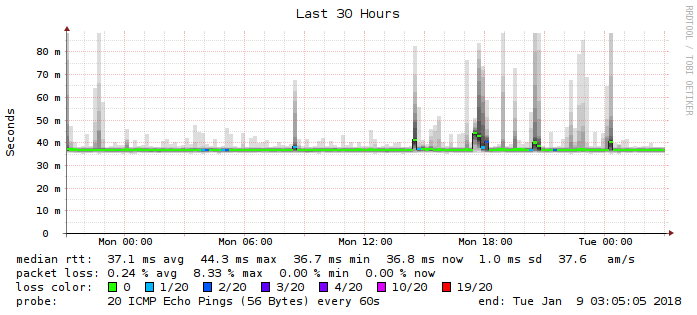 Last 30 Hours
RRDTOOL / TOBI OETIKER
Seconds
80 m
70 m
60 m
50 m
40 m
30 m
20 m
10 m
0
Mon 00:00 Mon 06:00 Mon 12:00 Mon 18:00 Tue 00:00
median rtt: 37.1 ms avg 44.3 ms max 36.7 ms min 36.8 ms now 1.0 ms sd 37.6 am/s
packet loss: 0.24 % avg 8.33 % max 0.00 % min 0.00 % now
loss color: 0 1/20 2/20 3/20 4/20 10/20 19/20
probe: 20 ICMP Echo Pings (56 Bytes) every 60s end: Tue Jan 9 03:05:05 2018